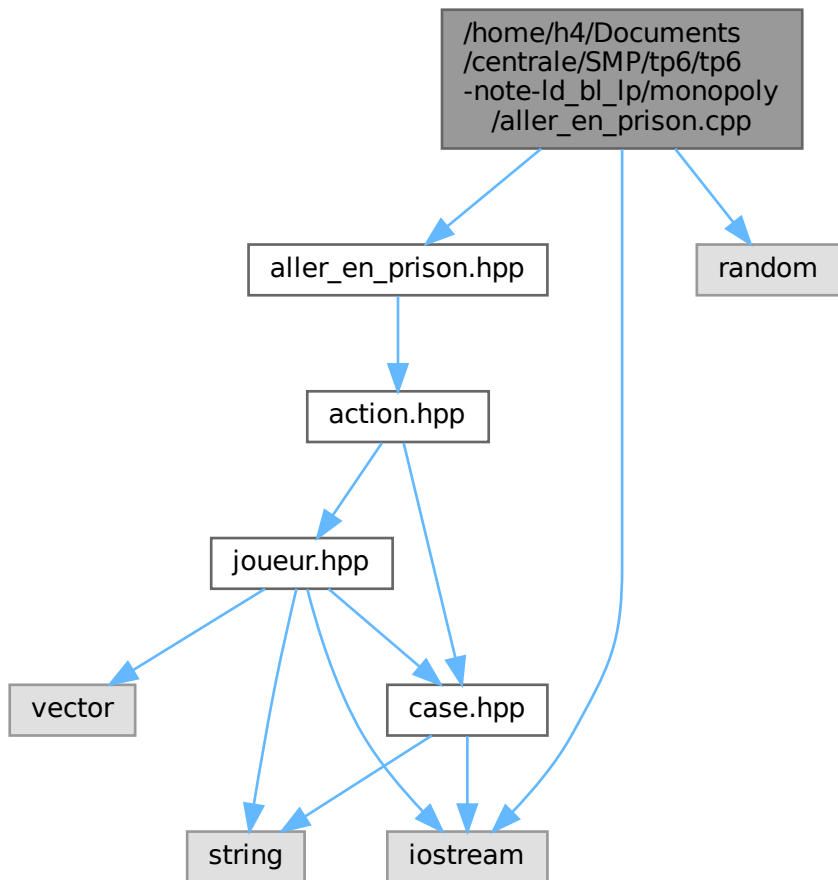 /home/h4/Documents
/centrale/SMP/tp6/tp6
-note-ld_bl_lp/monopoly
/aller_en_prison.cpp
aller_en_prison.hpp
random
action.hpp
joueur.hpp
vector
case.hpp
string
iostream